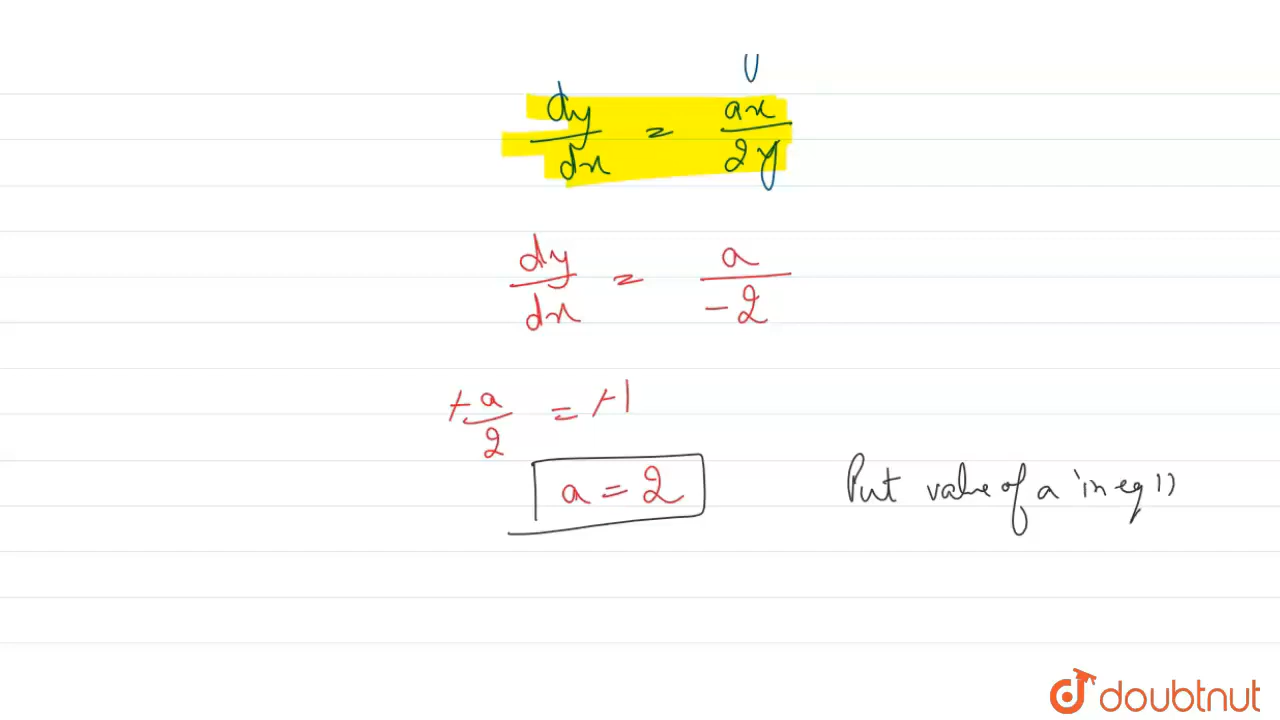 dy/dx = ax/2y
dy/dx = a/-2
+a/2 = +1
a = 2
Put value of a in eq 1)
doubtnut